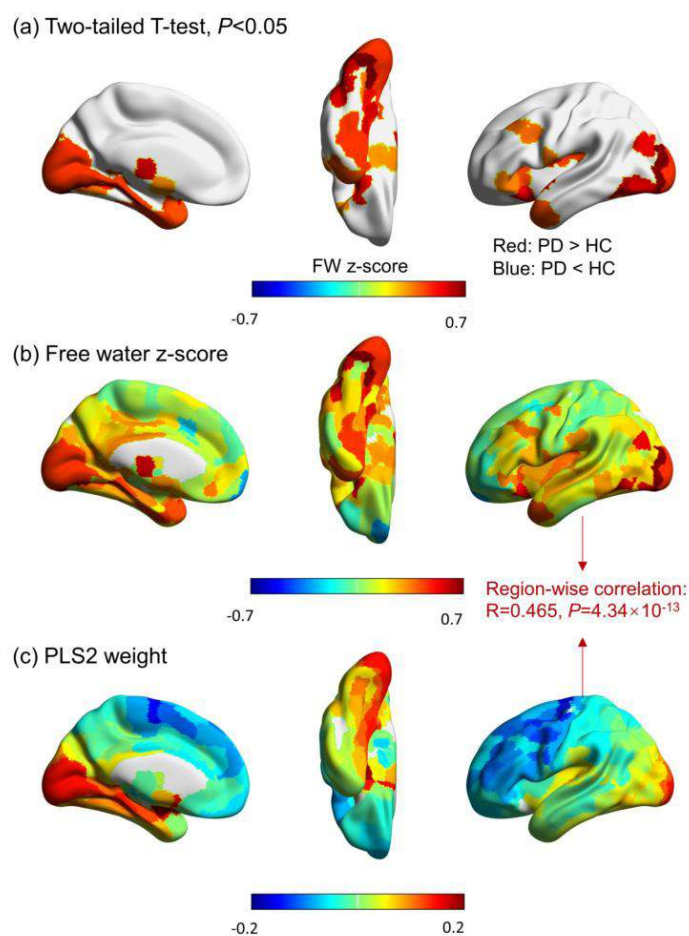 (a) Two-tailed T-test, P<0.05
Red: PD > HC
Blue: PD < HC
FW z-score
-0.7
0.7
(b) Free water z-score
-0.7
0.7
Region-wise correlation:
R=0.465, P=4.34×10⁻¹³
(c) PLS2 weight
-0.2
0.2